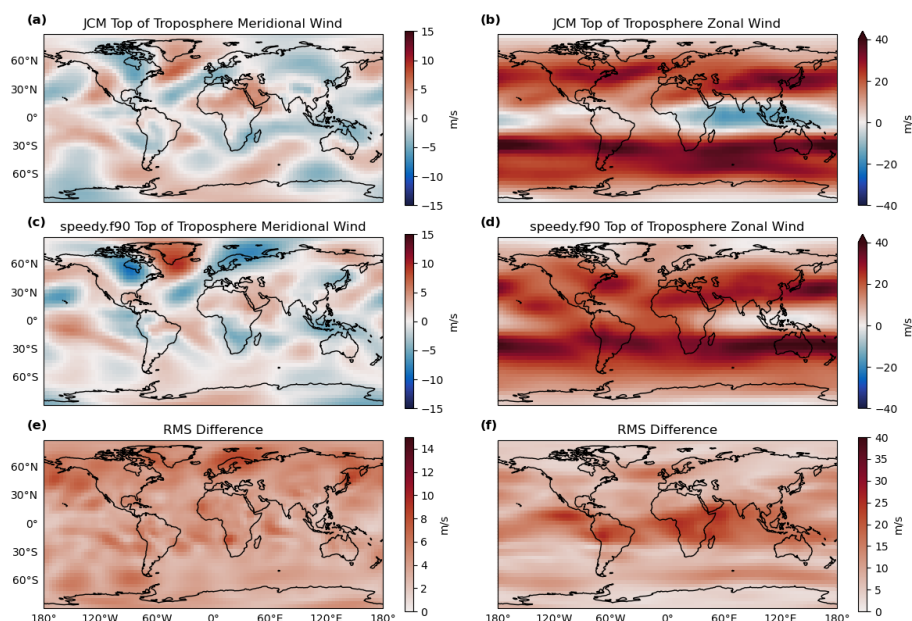 (a) JCM Top of Troposphere Meridional Wind
60°N
30°N
0°
30°S
60°S
15
10
5
0
−5
−10
−15
m/s
(b) JCM Top of Troposphere Zonal Wind
40
20
0
−20
−40
m/s
(c) speedy.f90 Top of Troposphere Meridional Wind
60°N
30°N
0°
30°S
60°S
15
10
5
0
−5
−10
−15
m/s
(d) speedy.f90 Top of Troposphere Zonal Wind
40
20
0
−20
−40
m/s
(e) RMS Difference
60°N
30°N
0°
30°S
60°S
180° 120°W 60°W 0° 60°E 120°E 180°
14
12
10
8
6
4
2
0
m/s
(f) RMS Difference
180° 120°W 60°W 0° 60°E 120°E 180°
40
35
30
25
20
15
10
5
0
m/s